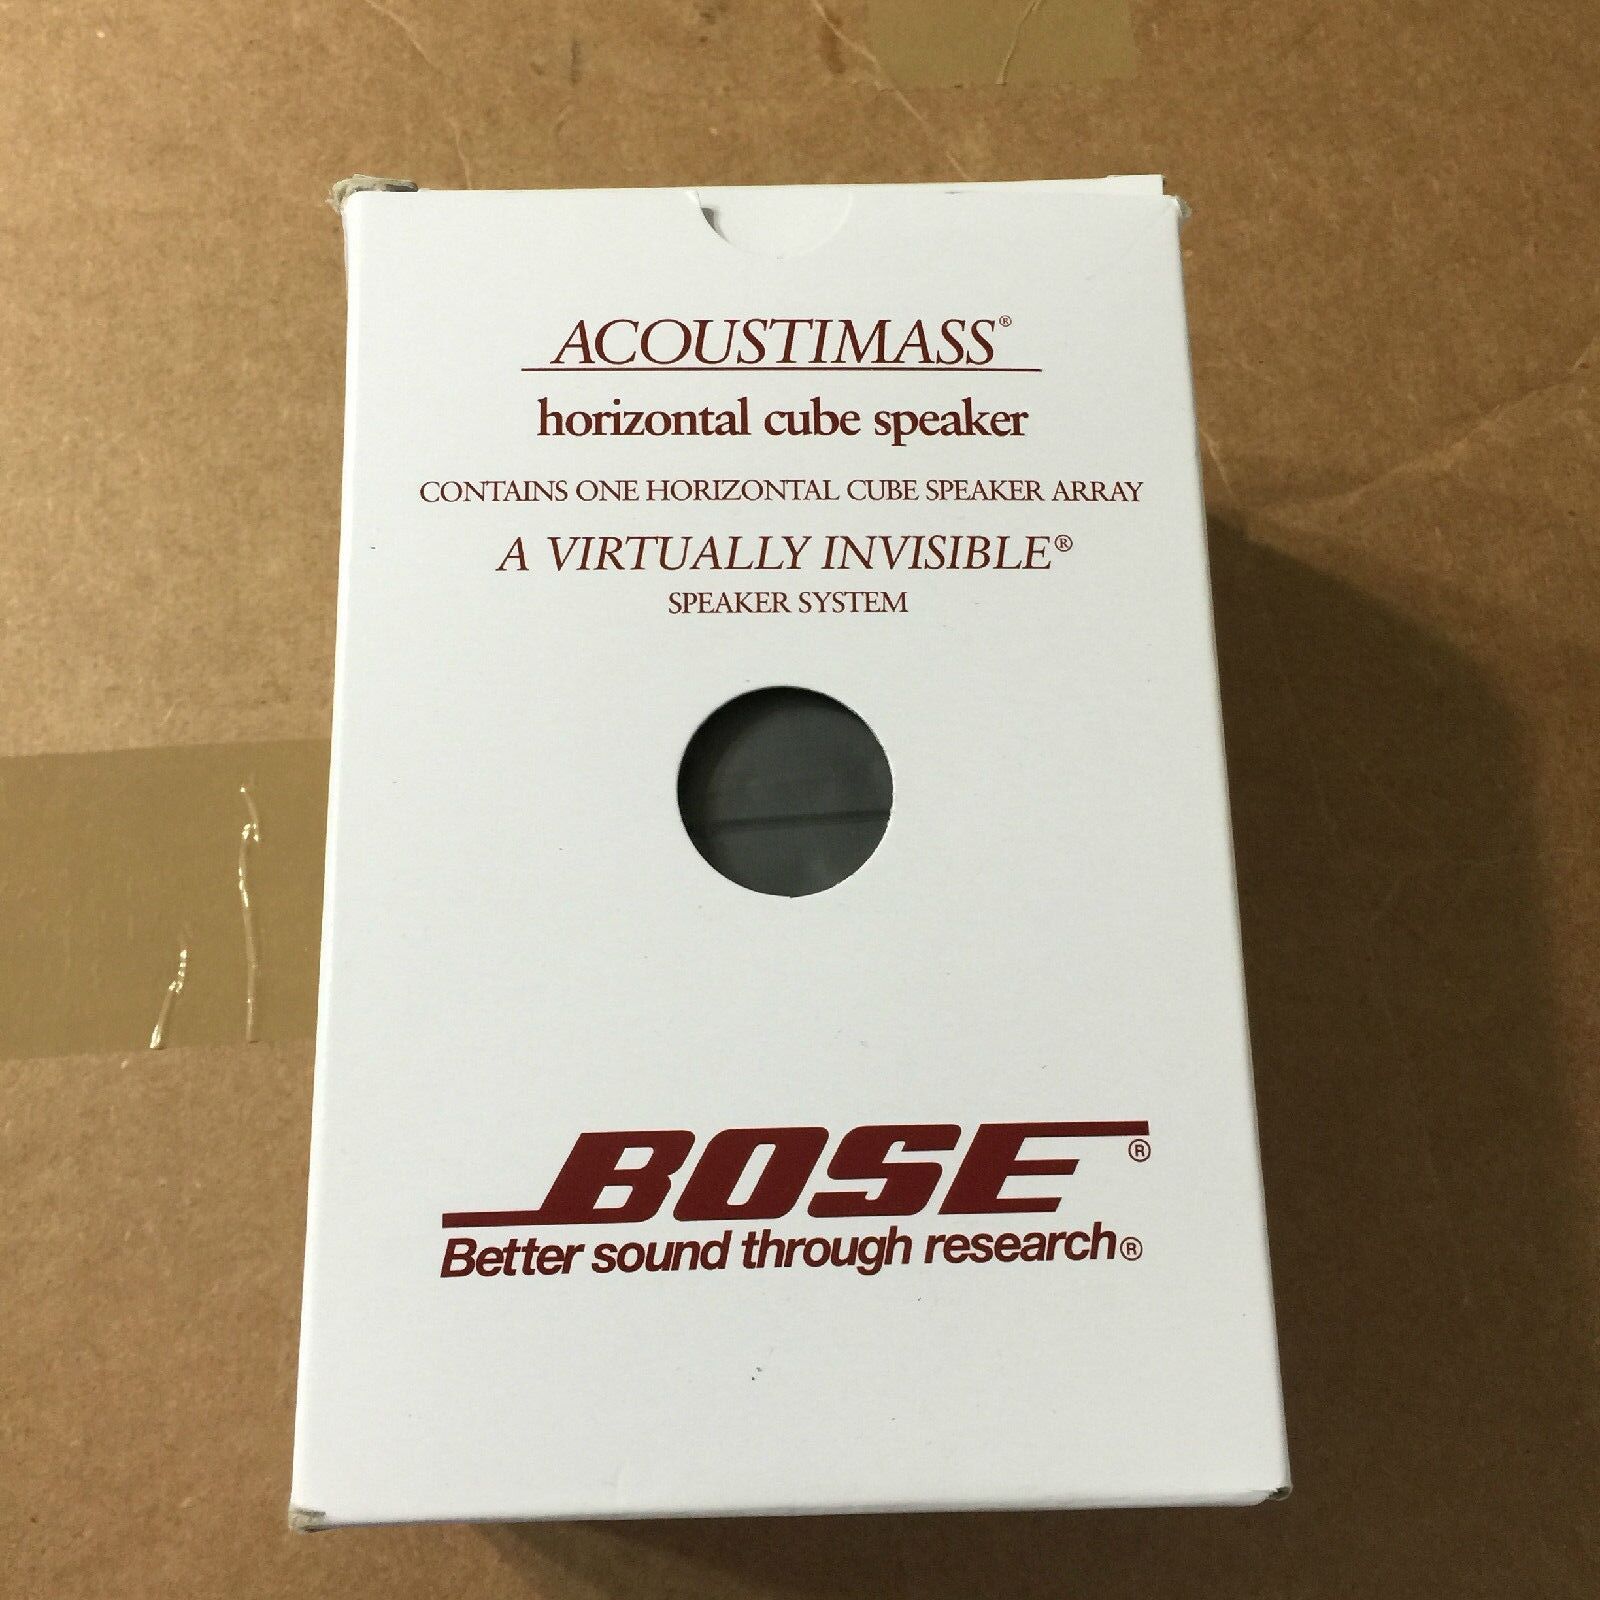 ACOUSTIMASS®
horizontal cube speaker
CONTAINS ONE HORIZONTAL CUBE SPEAKER ARRAY
A VIRTUALLY INVISIBLE®
SPEAKER SYSTEM
BOSE®
Better sound through research®